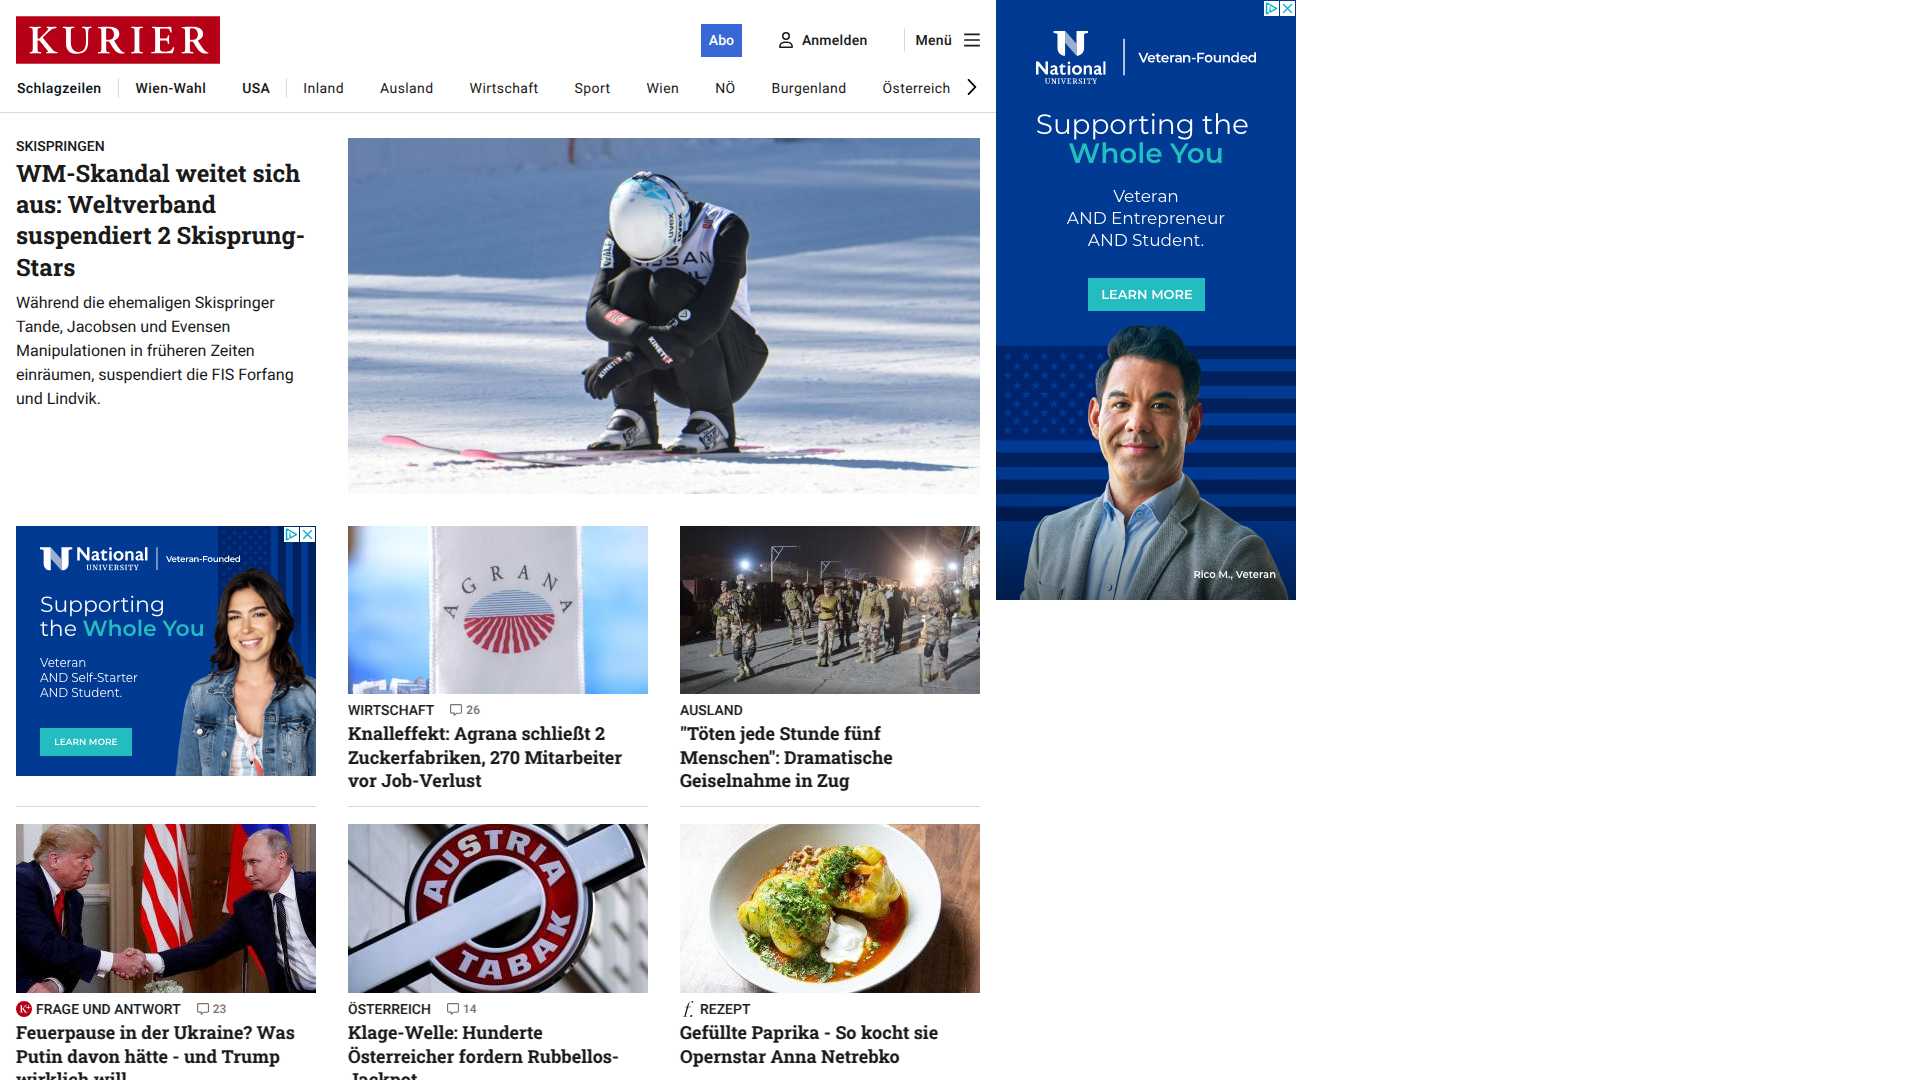 KURIER
Abo
Anmelden
Menü
Schlagzeilen
Wien-Wahl
USA
Inland
Ausland
Wirtschaft
Sport
Wien
NÖ
Burgenland
Österreich
SKISPRINGEN
WM-Skandal weitet sich
aus: Weltverband
suspendiert 2 Skisprung-
Stars
Während die ehemaligen Skispringer
Tande, Jacobsen und Evensen
Manipulationen in früheren Zeiten
einräumen, suspendiert die FIS Forfang
und Lindvik.
uvex
NISSAN
KINETIX
KINETIX
National
UNIVERSITY
Veteran-Founded
Supporting the
Whole You
Veteran
AND Entrepreneur
AND Student.
LEARN MORE
Rico M., Veteran
National
UNIVERSITY
Veteran-Founded
Supporting
the Whole You
Veteran
AND Self-Starter
AND Student.
LEARN MORE
AGRANA
WIRTSCHAFT 26
Knalleffekt: Agrana schließt 2
Zuckerfabriken, 270 Mitarbeiter
vor Job-Verlust
AUSLAND
"Töten jede Stunde fünf
Menschen": Dramatische
Geiselnahme in Zug
K+ FRAGE UND ANTWORT 23
Feuerpause in der Ukraine? Was
Putin davon hätte - und Trump
wirklich will
AUSTRIA
TABAK
ÖSTERREICH 14
Klage-Welle: Hunderte
Österreicher fordern Rubbellos-
Jackpot
f. REZEPT
Gefüllte Paprika - So kocht sie
Opernstar Anna Netrebko